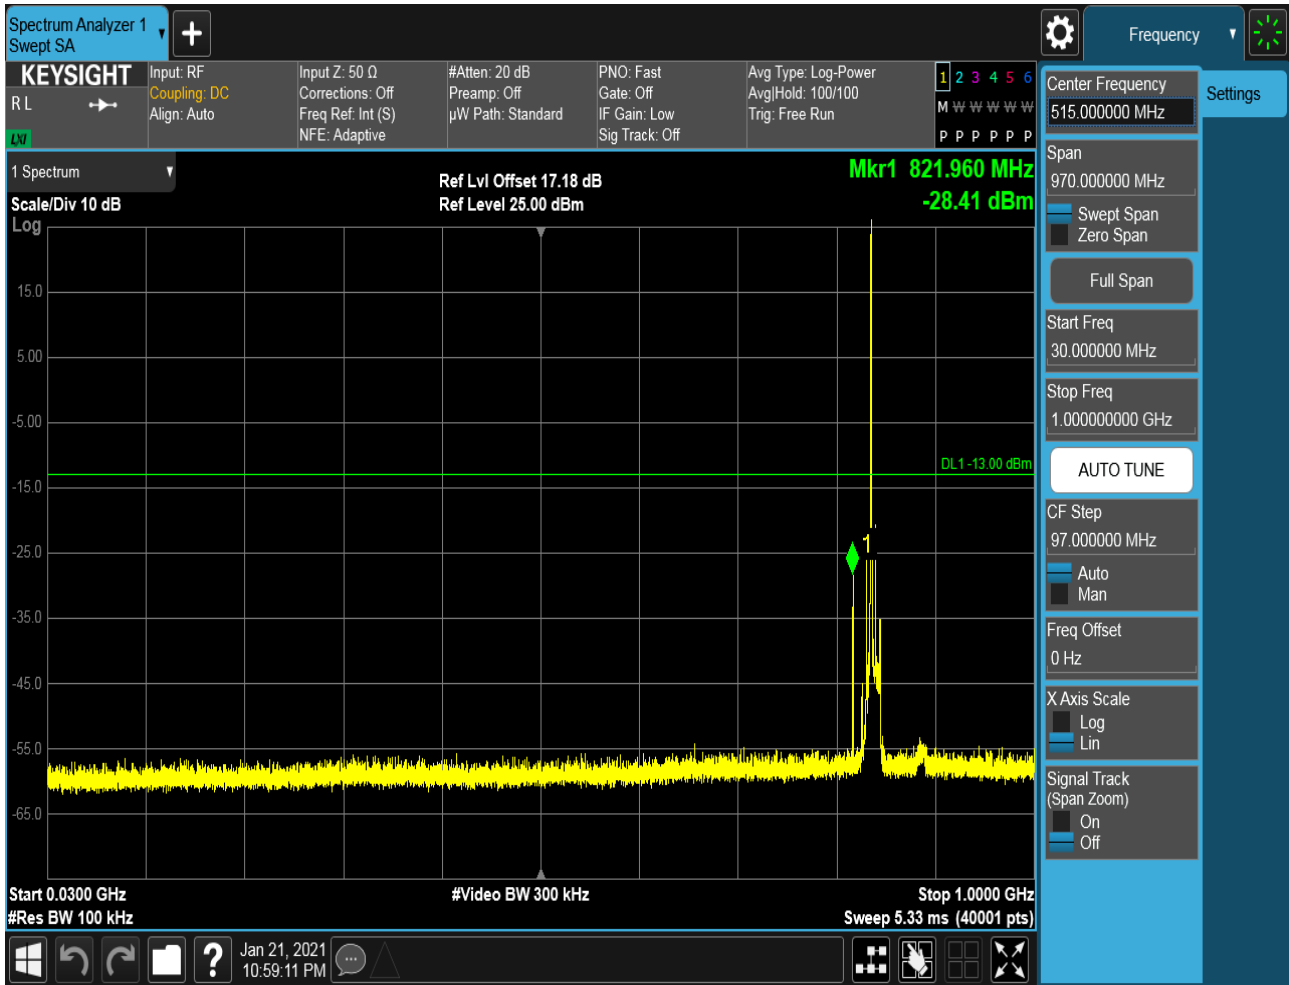 Spectrum Analyzer 1
Swept SA
Frequency
KEYSIGHT
R L
LXI
Input: RF
Coupling: DC
Align: Auto
Input Z: 50 Ω
Corrections: Off
Freq Ref: Int (S)
NFE: Adaptive
#Atten: 20 dB
Preamp: Off
µW Path: Standard
PNO: Fast
Gate: Off
IF Gain: Low
Sig Track: Off
Avg Type: Log-Power
Avg|Hold: 100/100
Trig: Free Run
1 2 3 4 5 6
M W W W W W
P P P P P P
1 Spectrum
Scale/Div 10 dB
Log
Ref Lvl Offset 17.18 dB
Ref Level 25.00 dBm
Mkr1 821.960 MHz
-28.41 dBm
15.0
5.00
-5.00
DL1 -13.00 dBm
-15.0
1
-25.0
-35.0
-45.0
-55.0
-65.0
Start 0.0300 GHz
#Video BW 300 kHz
Stop 1.0000 GHz
#Res BW 100 kHz
Sweep 5.33 ms (40001 pts)
?
Jan 21, 2021
10:59:11 PM
Center Frequency
515.000000 MHz
Settings
Span
970.000000 MHz
Swept Span
Zero Span
Full Span
Start Freq
30.000000 MHz
Stop Freq
1.000000000 GHz
AUTO TUNE
CF Step
97.000000 MHz
Auto
Man
Freq Offset
0 Hz
X Axis Scale
Log
Lin
Signal Track
(Span Zoom)
On
Off